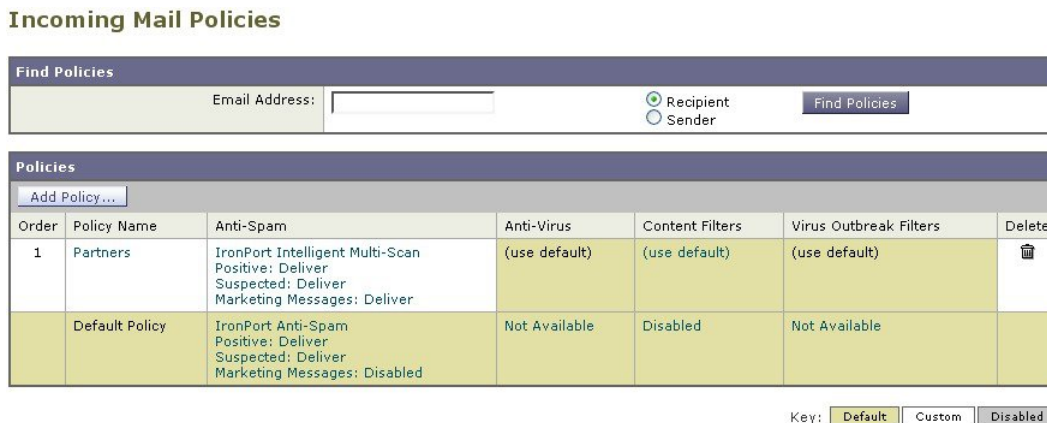 Incoming Mail Policies
Find Policies
Email Address:
Recipient
Sender
Find Policies
Policies
Add Policy...
Order Policy Name Anti-Spam Anti-Virus Content Filters Virus Outbreak Filters Delete
1 Partners IronPort Intelligent Multi-Scan (use default) (use default) (use default)
Positive: Deliver
Suspected: Deliver
Marketing Messages: Deliver
Default Policy IronPort Anti-Spam Not Available Disabled Not Available
Positive: Deliver
Suspected: Deliver
Marketing Messages: Disabled
Key: Default Custom Disabled